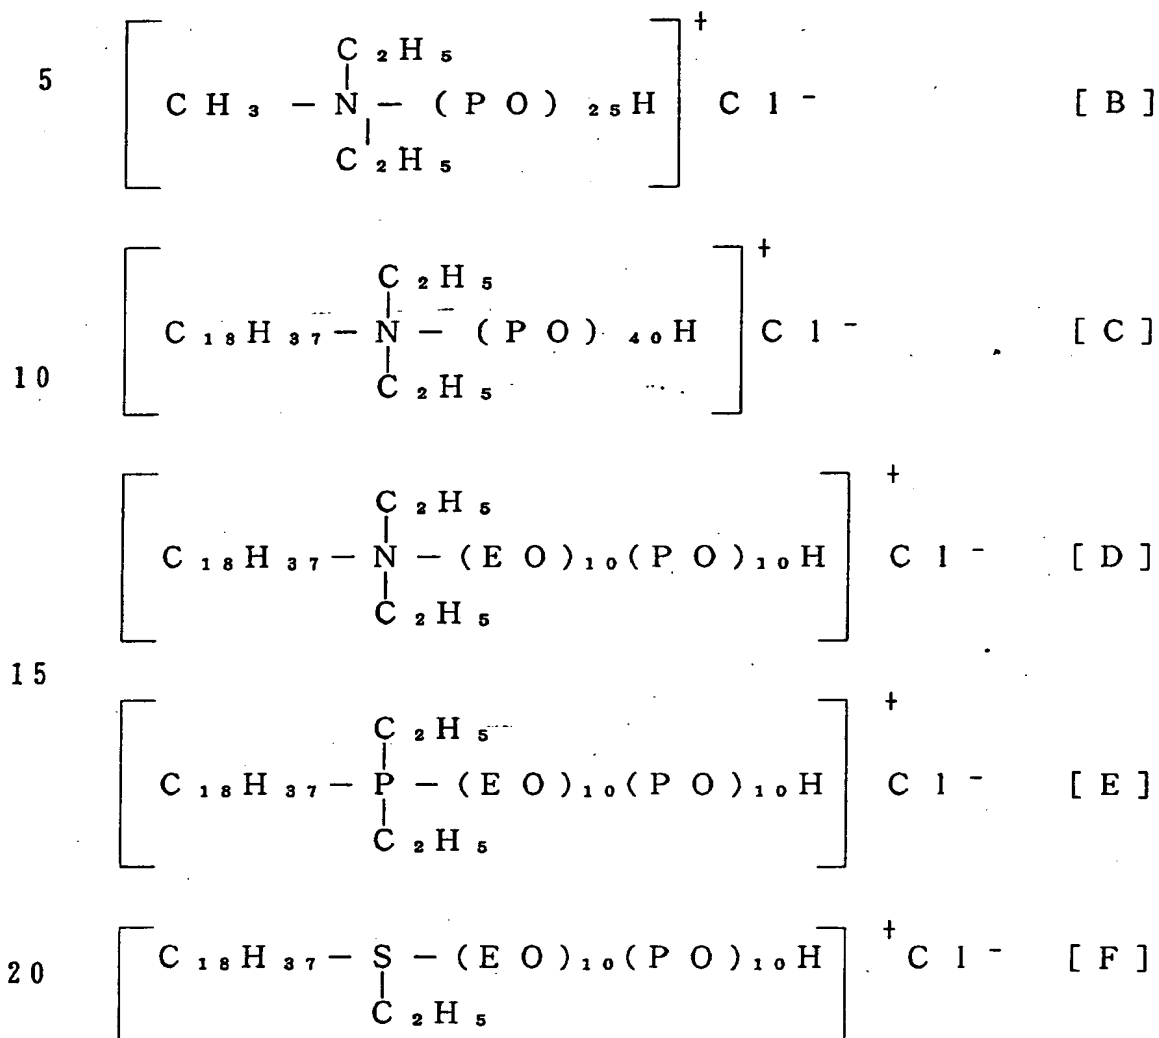 C₂H₅
5
CH₃ − N − (PO)₂₅H
+
Cl⁻
[B]
C₂H₅
C₂H₅
C₁₈H₃₇ − N − (PO)₄₀H
+
Cl⁻
[C]
10
C₂H₅
C₂H₅
C₁₈H₃₇ − N − (EO)₁₀(PO)₁₀H
+
Cl⁻
[D]
C₂H₅
15
C₂H₅
C₁₈H₃₇ − P − (EO)₁₀(PO)₁₀H
+
Cl⁻
[E]
C₂H₅
20
C₁₈H₃₇ − S − (EO)₁₀(PO)₁₀H
+
Cl⁻
[F]
C₂H₅